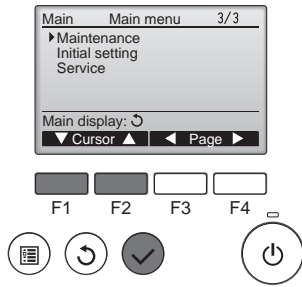 Main Main menu 3/3
Maintenance
Initial setting
Service
Main display:
Cursor Page
F1 F2 F3 F4